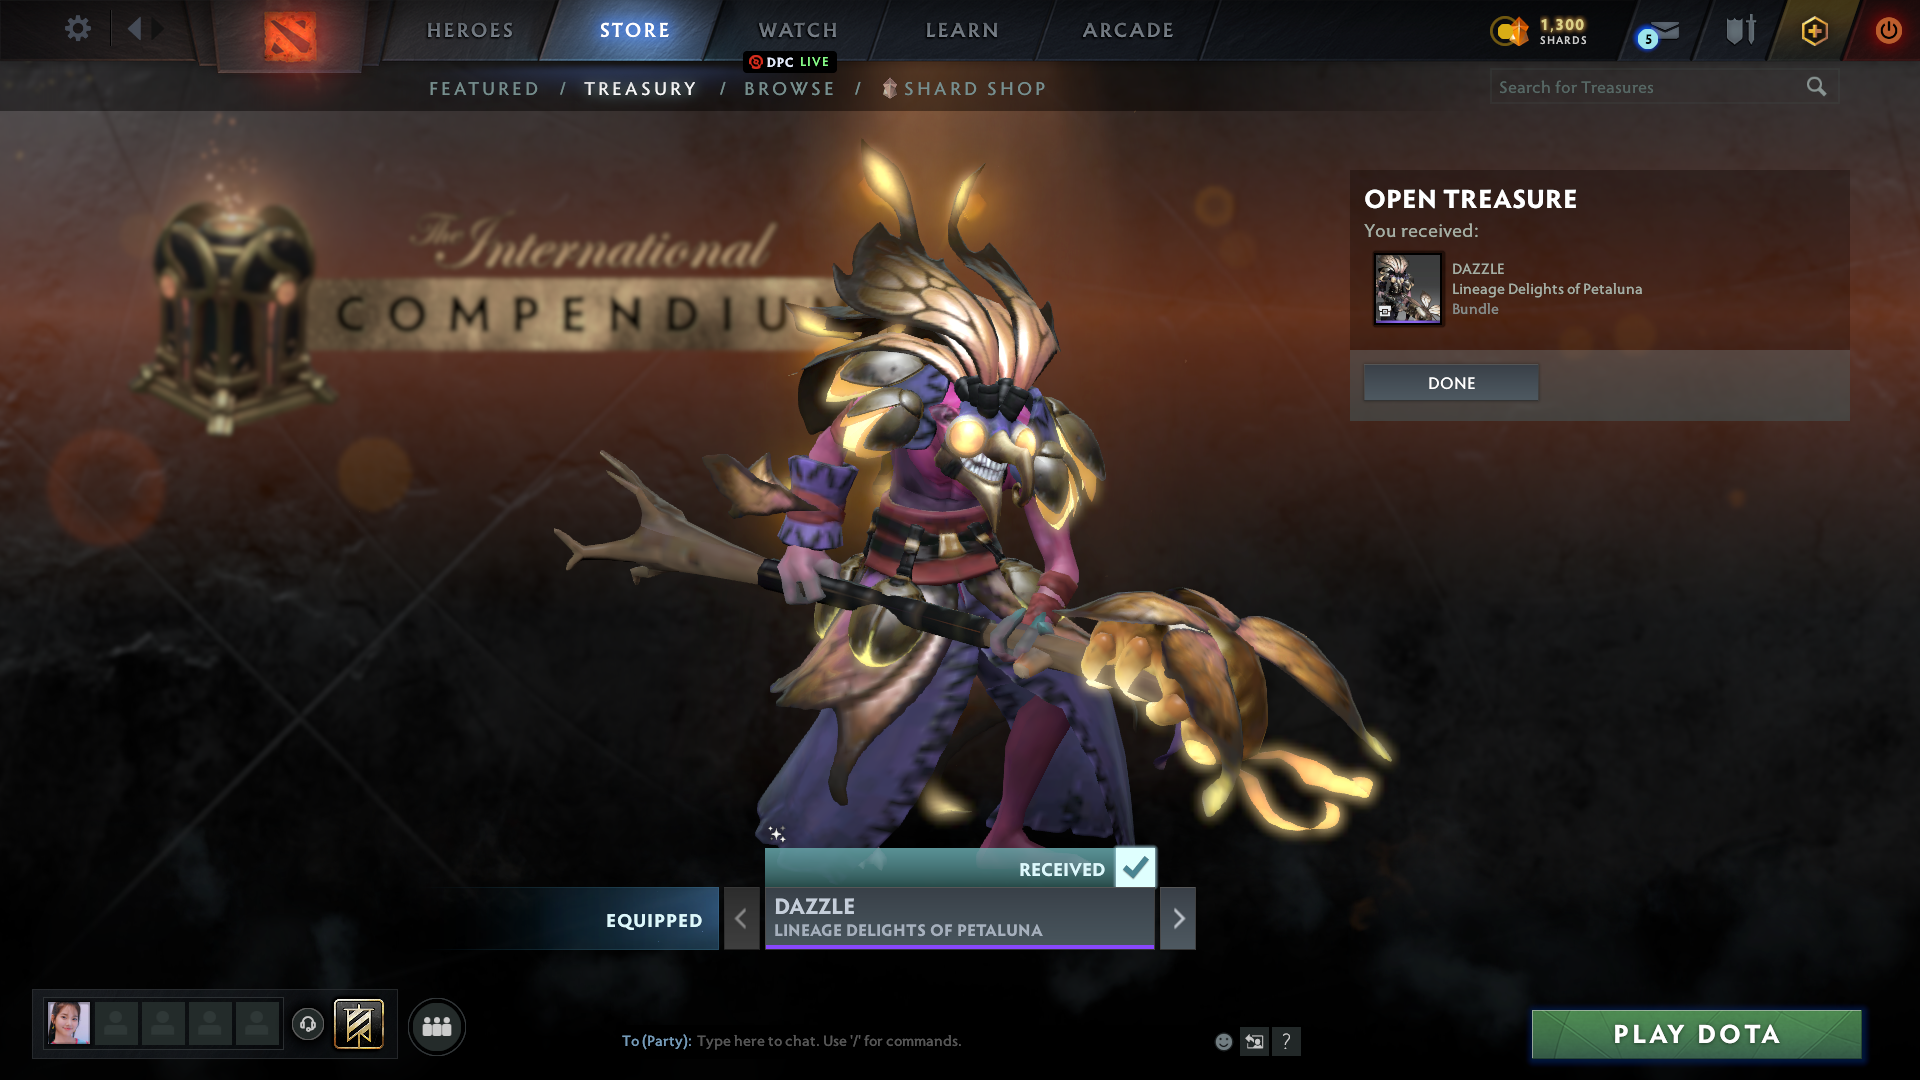 HEROES
STORE
WATCH
LEARN
ARCADE
1,300
SHARDS
5
DPC LIVE
FEATURED / TREASURY / BROWSE / SHARD SHOP
Search for Treasures
The International
COMPENDIU
OPEN TREASURE
You received:
DAZZLE
Lineage Delights of Petaluna
Bundle
DONE
RECEIVED
EQUIPPED
DAZZLE
LINEAGE DELIGHTS OF PETALUNA
To (Party): Type here to chat. Use '/' for commands.
?
PLAY DOTA